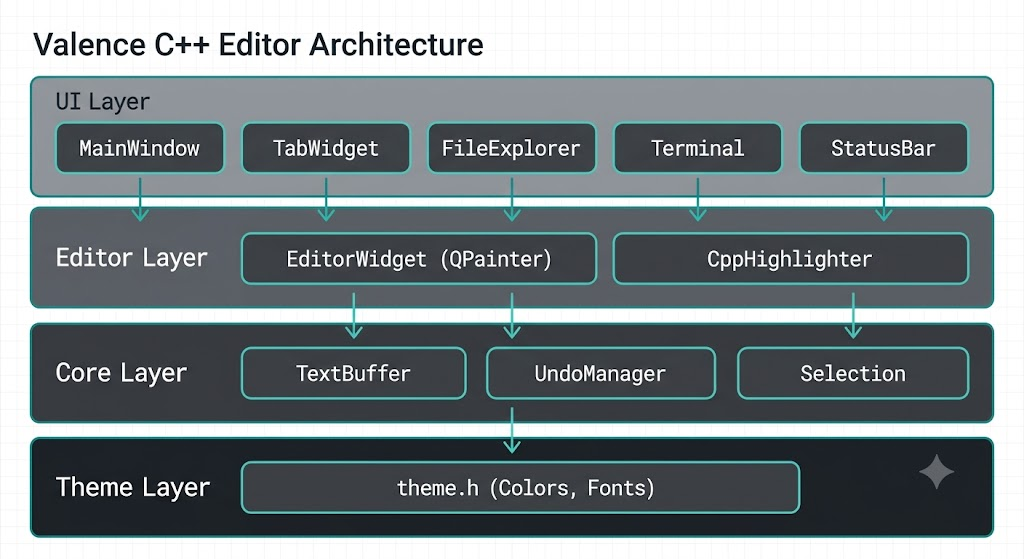 Valence C++ Editor Architecture
UI Layer
MainWindow
TabWidget
FileExplorer
Terminal
StatusBar
Editor Layer
EditorWidget (QPainter)
CppHighlighter
Core Layer
TextBuffer
UndoManager
Selection
Theme Layer
theme.h (Colors, Fonts)